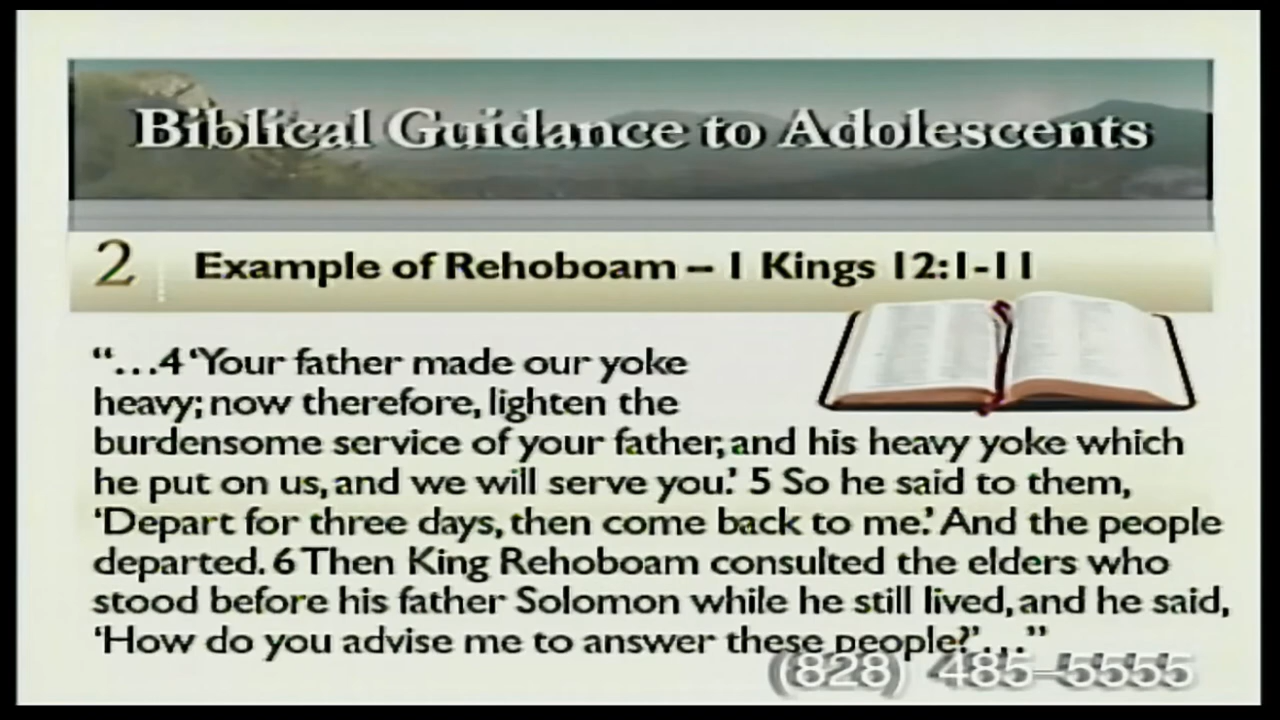 Biblical Guidance to Adolescents
2 Example of Rehoboam – 1 Kings 12:1-11
“...4 ‘Your father made our yoke
heavy; now therefore, lighten the
burdensome service of your father, and his heavy yoke which
he put on us, and we will serve you.’ 5 So he said to them,
‘Depart for three days, then come back to me.’ And the people
departed. 6 Then King Rehoboam consulted the elders who
stood before his father Solomon while he still lived, and he said,
‘How do you advise me to answer these people?’...”
(828) 485–5555